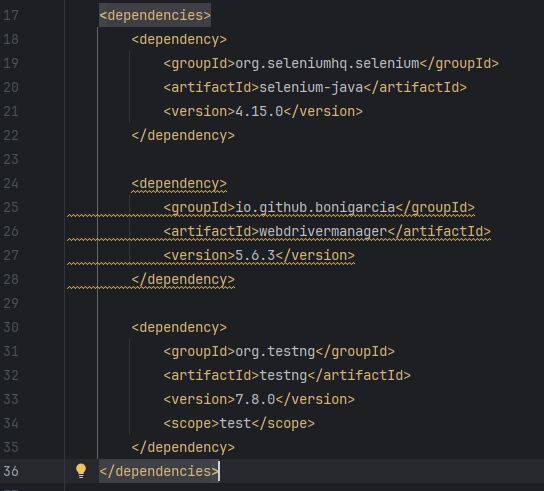 17 <dependencies>
18 <dependency>
19 <groupId>org.seleniumhq.selenium</groupId>
20 <artifactId>selenium-java</artifactId>
21 <version>4.15.0</version>
22 </dependency>
23
24 <dependency>
25 <groupId>io.github.bonigarcia</groupId>
26 <artifactId>webdrivermanager</artifactId>
27 <version>5.6.3</version>
28 </dependency>
29
30 <dependency>
31 <groupId>org.testng</groupId>
32 <artifactId>testng</artifactId>
33 <version>7.8.0</version>
34 <scope>test</scope>
35 </dependency>
36 </dependencies>